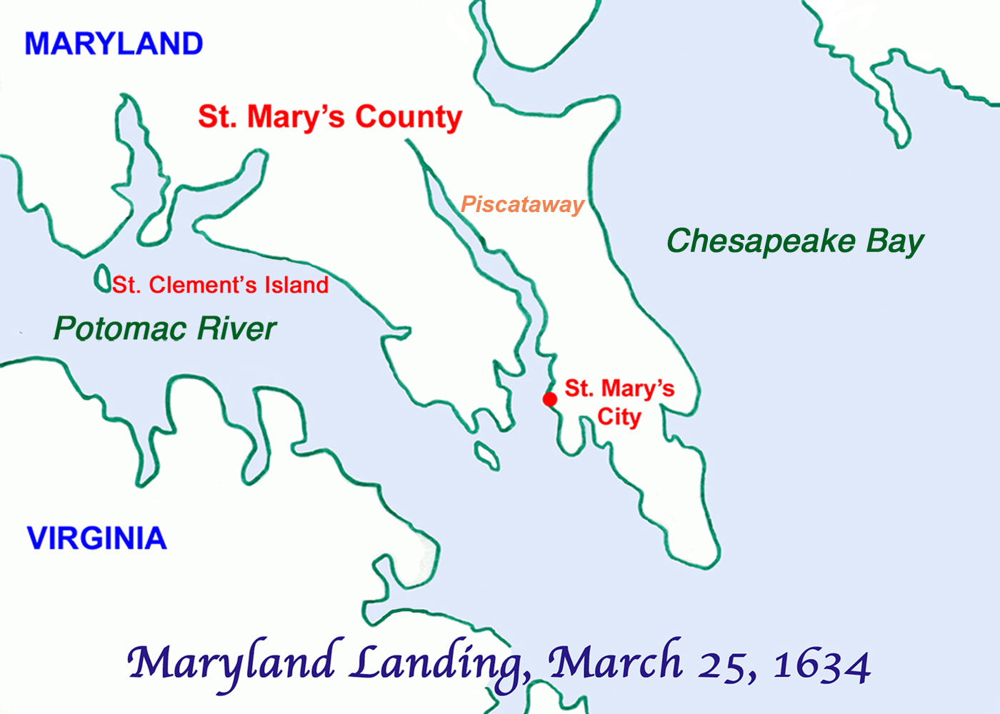 MARYLAND
St. Mary’s County
Piscataway
Chesapeake Bay
St. Clement’s Island
Potomac River
St. Mary’s
City
VIRGINIA
Maryland Landing, March 25, 1634